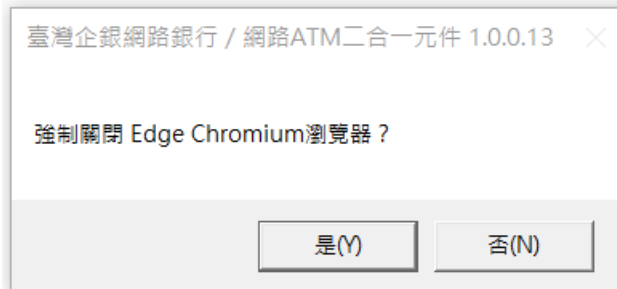 臺灣企銀網路銀行 / 網路ATM二合一元件 1.0.0.13
強制關閉 Edge Chromium瀏覽器？
是(Y)
否(N)